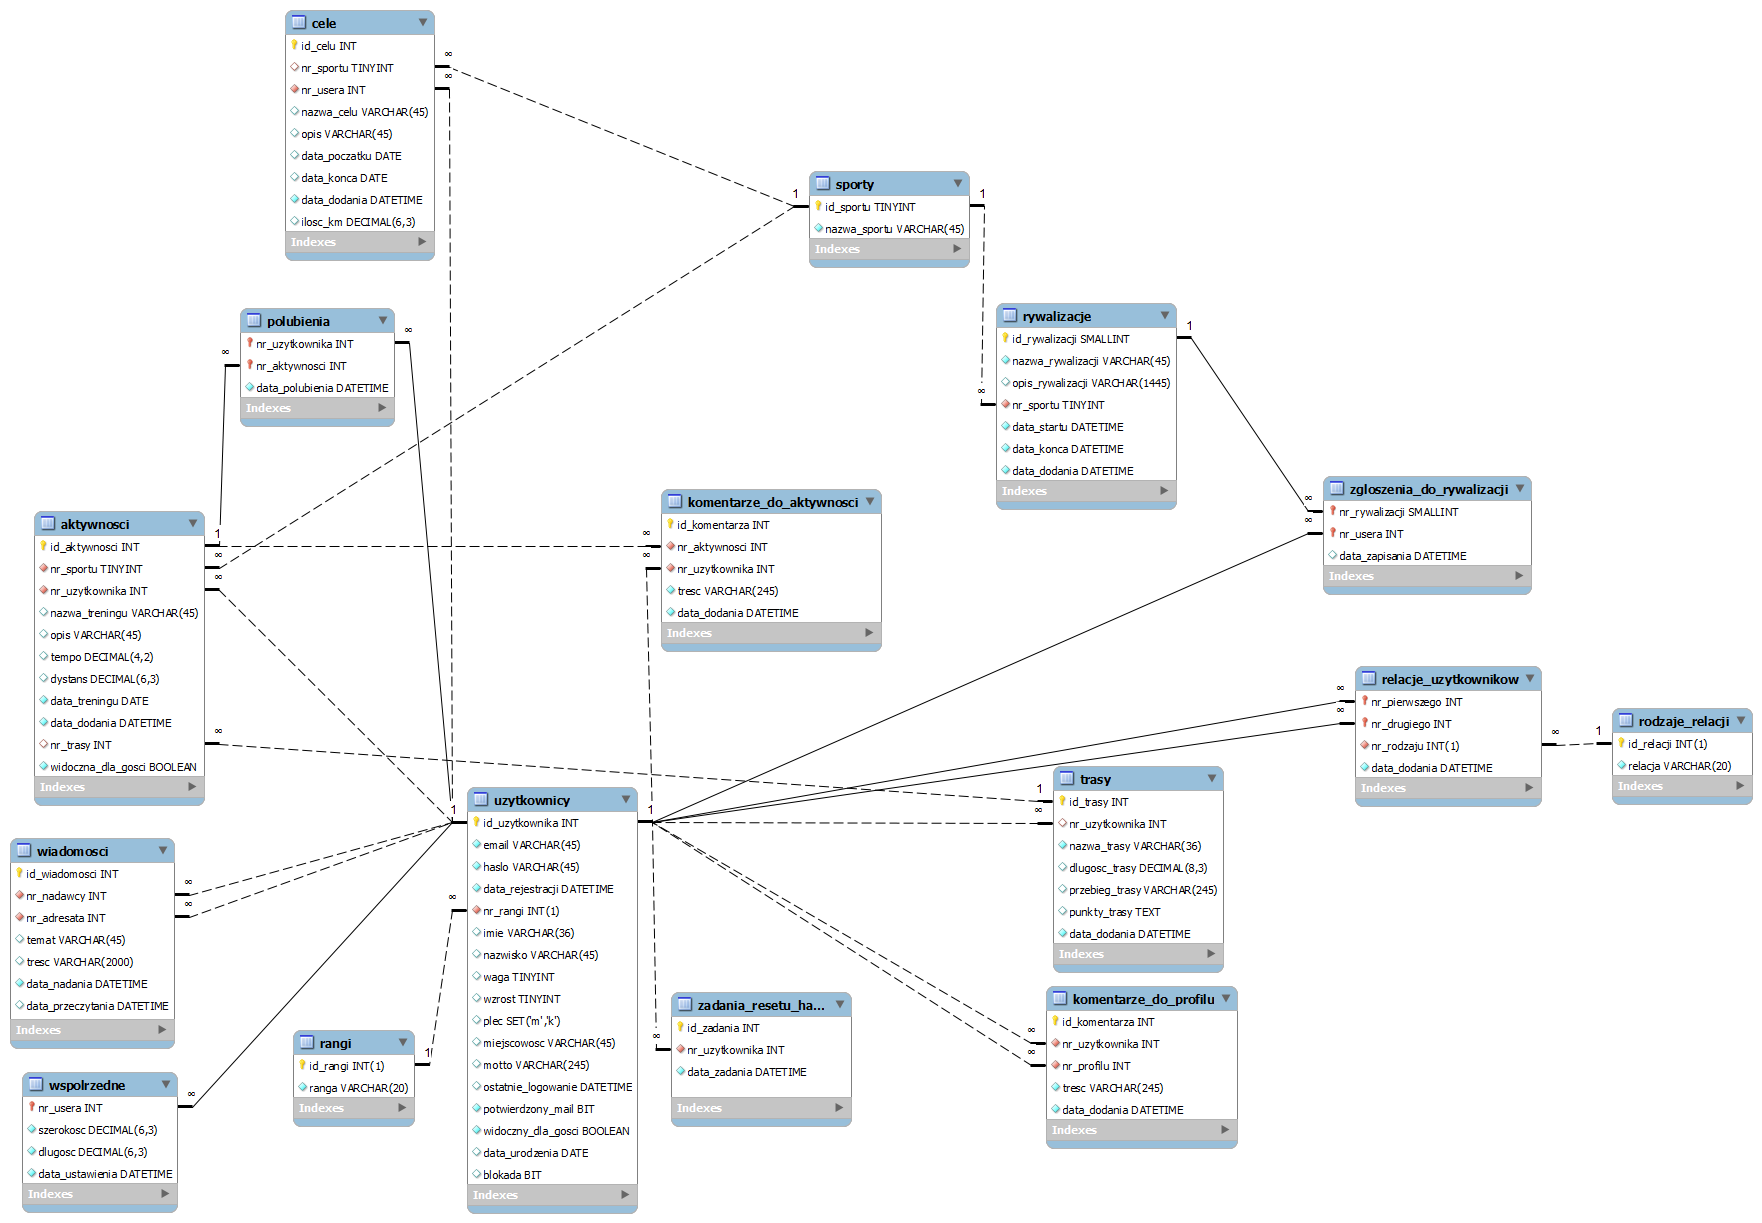 cele
id_celu INT
nr_sportu TINYINT
nr_usera INT
nazwa_celu VARCHAR(45)
opis VARCHAR(45)
data_poczatku DATE
data_konca DATE
data_dodania DATETIME
ilosc_km DECIMAL(6,3)
Indexes
∞
∞
sporty
id_sportu TINYINT
nazwa_sportu VARCHAR(45)
Indexes
1
1
polubienia
nr_uzytkownika INT
nr_aktywnosci INT
data_polubienia DATETIME
Indexes
∞
∞
rywalizacje
id_rywalizacji SMALLINT
nazwa_rywalizacji VARCHAR(45)
opis_rywalizacji VARCHAR(1445)
nr_sportu TINYINT
data_startu DATETIME
data_konca DATETIME
data_dodania DATETIME
Indexes
1
∞
zgloszenia_do_rywalizacji
nr_rywalizacji SMALLINT
nr_usera INT
data_zapisania DATETIME
Indexes
∞
∞
komentarze_do_aktywnosci
id_komentarza INT
nr_aktywnosci INT
nr_uzytkownika INT
tresc VARCHAR(245)
data_dodania DATETIME
Indexes
∞
∞
aktywnosci
id_aktywnosci INT
nr_sportu TINYINT
nr_uzytkownika INT
nazwa_treningu VARCHAR(45)
opis VARCHAR(45)
tempo DECIMAL(4,2)
dystans DECIMAL(6,3)
data_treningu DATE
data_dodania DATETIME
nr_trasy INT
widoczna_dla_gosci BOOLEAN
Indexes
1
∞
∞
∞
relacje_uzytkownikow
nr_pierwszego INT
nr_drugiego INT
nr_rodzaju INT(1)
data_dodania DATETIME
Indexes
∞
∞
∞
rodzaje_relacji
id_relacji INT(1)
relacja VARCHAR(20)
Indexes
1
trasy
id_trasy INT
nr_uzytkownika INT
nazwa_trasy VARCHAR(36)
dlugosc_trasy DECIMAL(8,3)
przebieg_trasy VARCHAR(245)
punkty_trasy TEXT
data_dodania DATETIME
Indexes
1
∞
uzytkownicy
id_uzytkownika INT
email VARCHAR(45)
haslo VARCHAR(45)
data_rejestracji DATETIME
nr_rangi INT(1)
imie VARCHAR(36)
nazwisko VARCHAR(45)
waga TINYINT
wzrost TINYINT
plec SET('m','k')
miejscowosc VARCHAR(45)
motto VARCHAR(245)
ostatnie_logowanie DATETIME
potwierdzony_mail BIT
widoczny_dla_gosci BOOLEAN
data_urodzenia DATE
blokada BIT
Indexes
1
1
∞
wiadomosci
id_wiadomosci INT
nr_nadawcy INT
nr_adresata INT
temat VARCHAR(45)
tresc VARCHAR(2000)
data_nadania DATETIME
data_przeczytania DATETIME
Indexes
∞
∞
rangi
id_rangi INT(1)
ranga VARCHAR(20)
Indexes
1
zadania_resetu_ha...
id_zadania INT
nr_uzytkownika INT
data_zadania DATETIME
Indexes
∞
komentarze_do_profilu
id_komentarza INT
nr_uzytkownika INT
nr_profilu INT
tresc VARCHAR(245)
data_dodania DATETIME
Indexes
∞
∞
wspolrzedne
nr_usera INT
szerokosc DECIMAL(6,3)
dlugosc DECIMAL(6,3)
data_ustawienia DATETIME
Indexes
∞